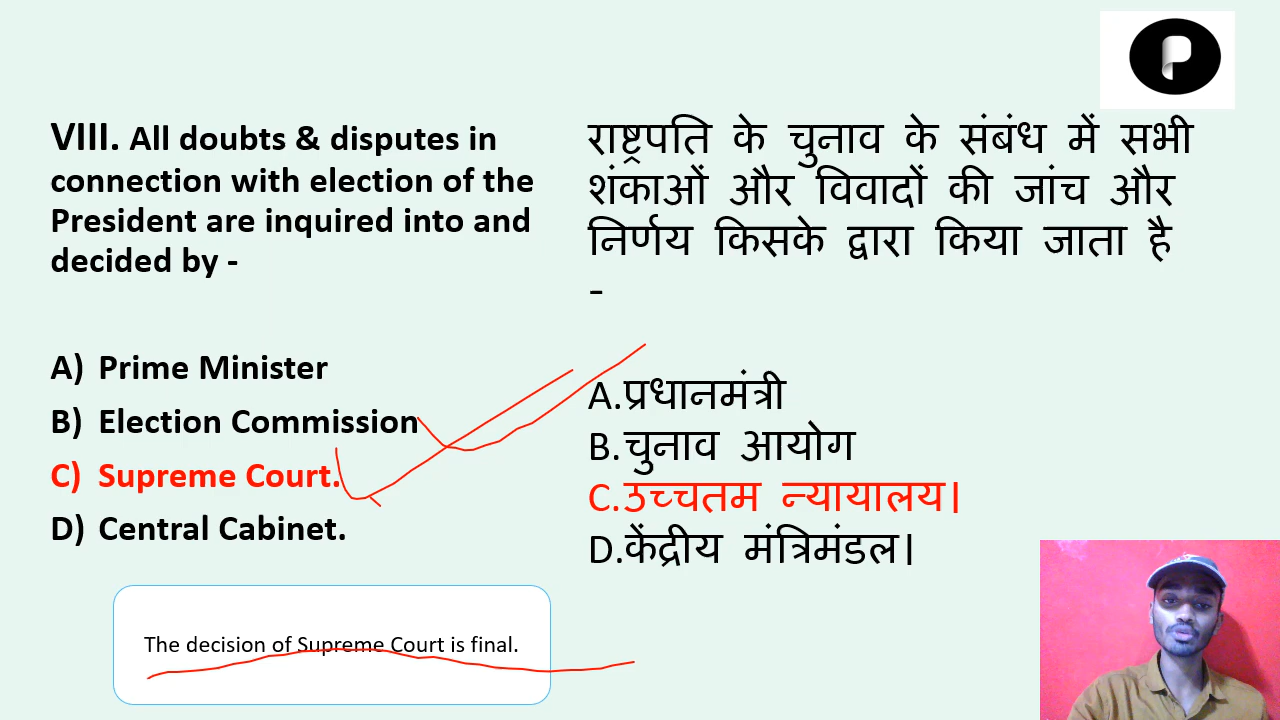 VIII. All doubts & disputes in
connection with election of the
President are inquired into and
decided by -
A) Prime Minister
B) Election Commission
C) Supreme Court.
D) Central Cabinet.
The decision of Supreme Court is final.
P
राष्ट्रपति के चुनाव के संबंध में सभी
शंकाओं और विवादों की जांच और
निर्णय किसके द्वारा किया जाता है
-
A.प्रधानमंत्री
B.चुनाव आयोग
C.उच्चतम न्यायालय।
D.केंद्रीय मंत्रिमंडल।